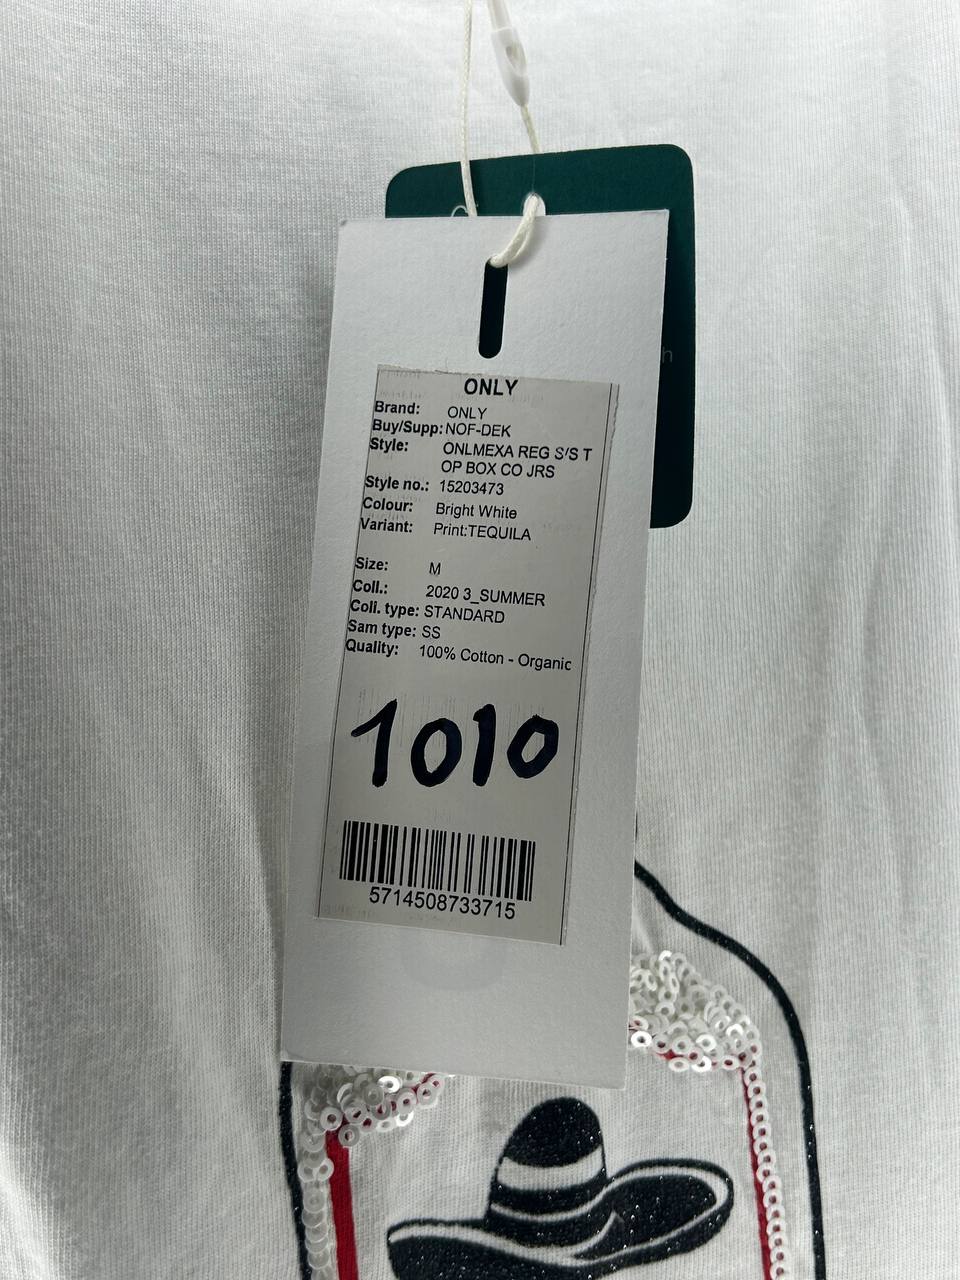 ONLY
Brand: ONLY
Buy/Supp: NOF-DEK
Style: ONLMEXA REG S/S T
OP BOX CO JRS
Style no.: 15203473
Colour: Bright White
Variant: Print:TEQUILA
Size: M
Coll.: 2020 3_SUMMER
Coll. type: STANDARD
Sam type: SS
Quality: 100% Cotton - Organic
1010
5714508733715